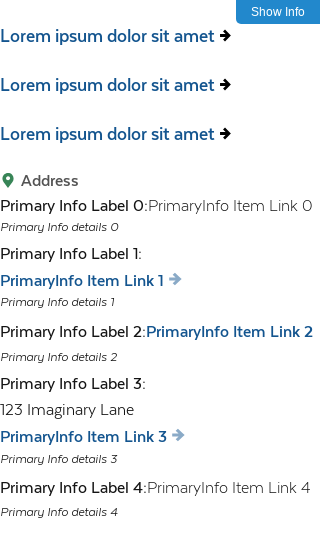 Show Info
Lorem ipsum dolor sit amet
Lorem ipsum dolor sit amet
Lorem ipsum dolor sit amet
Address
Primary Info Label 0:PrimaryInfo Item Link 0
Primary Info details 0
Primary Info Label 1:
PrimaryInfo Item Link 1
Primary Info details 1
Primary Info Label 2:PrimaryInfo Item Link 2
Primary Info details 2
Primary Info Label 3:
123 Imaginary Lane
PrimaryInfo Item Link 3
Primary Info details 3
Primary Info Label 4:PrimaryInfo Item Link 4
Primary Info details 4